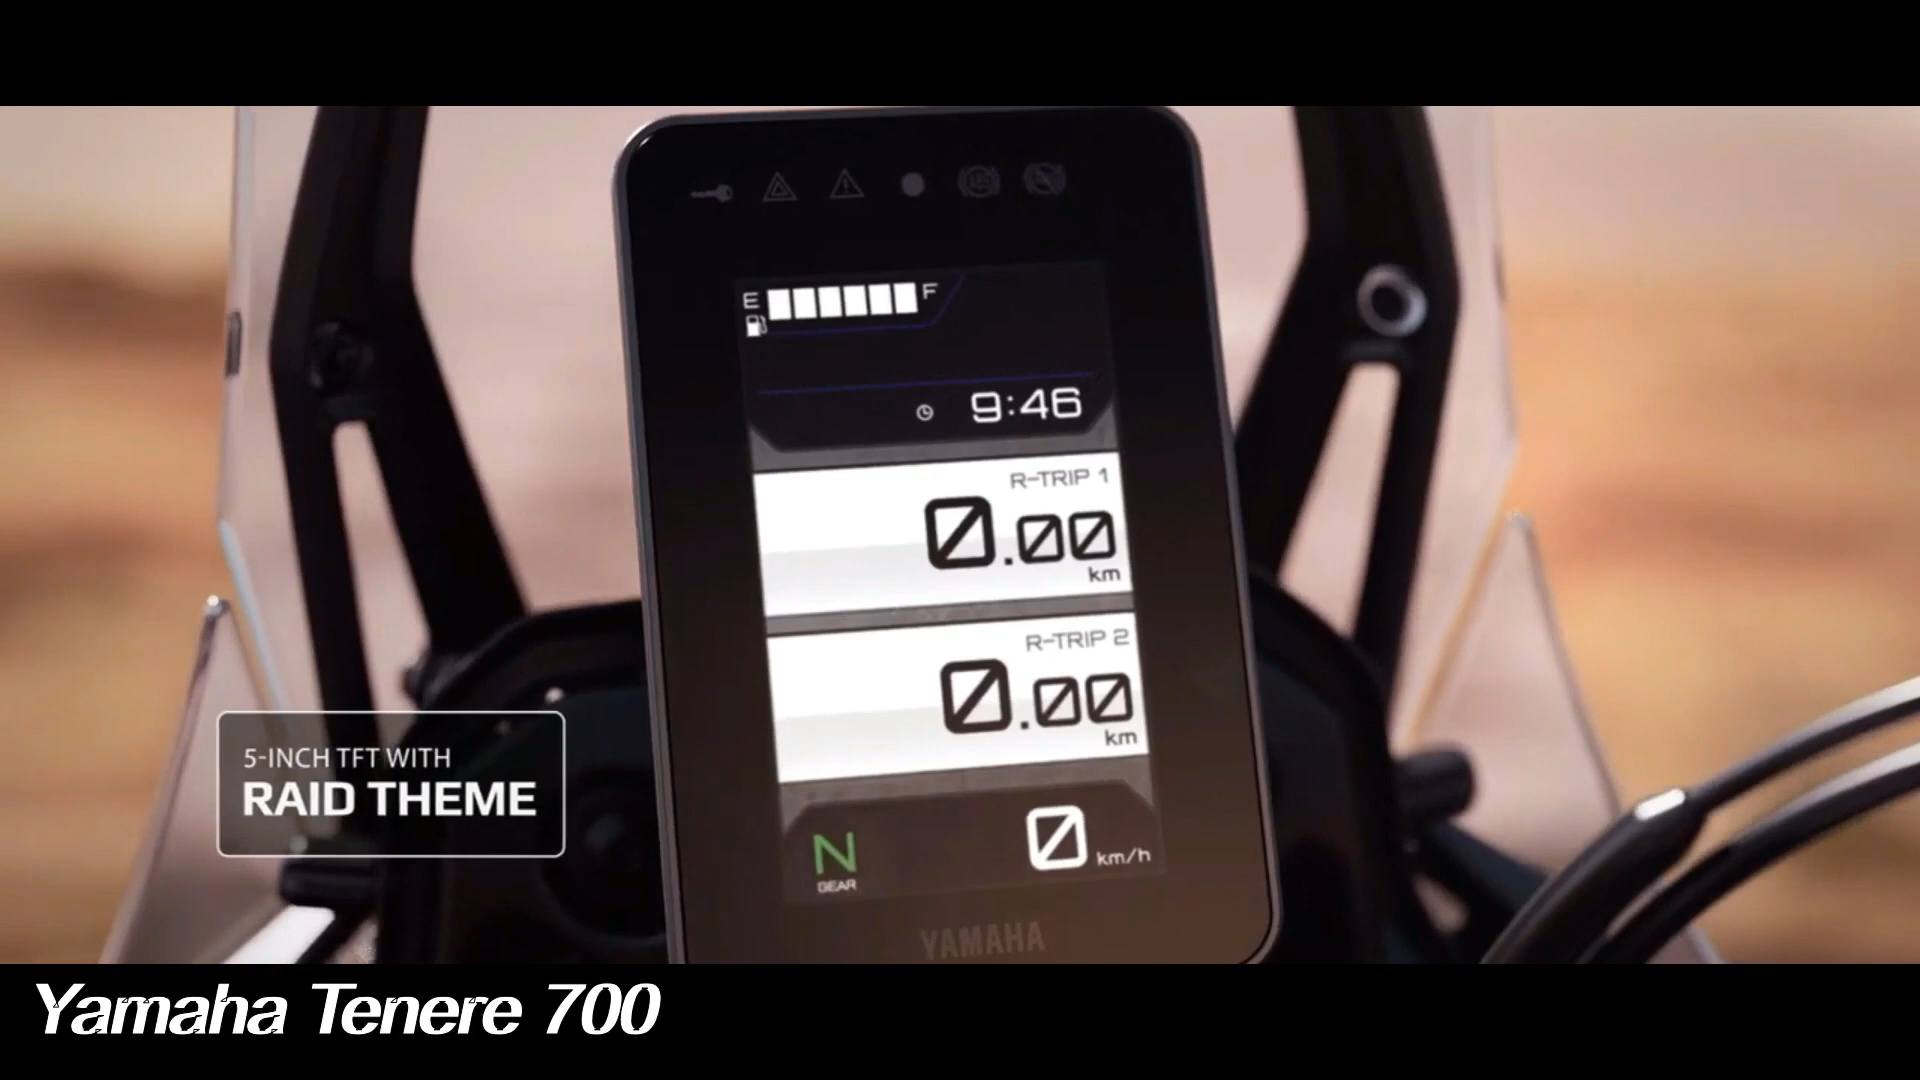 E F
9:46
R-TRIP 1
0.00
km
R-TRIP 2
0.00
km
5-INCH TFT WITH
RAID THEME
N
GEAR
0 km/h
YAMAHA
Yamaha Tenere 700